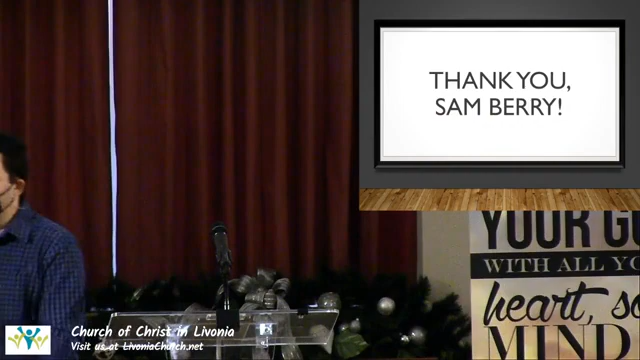 THANK YOU,
SAM BERRY!
YOUR GO
WITH ALL YO
heart, so
MIND
Church of Christ in Livonia
Visit us at LivoniaChurch.net